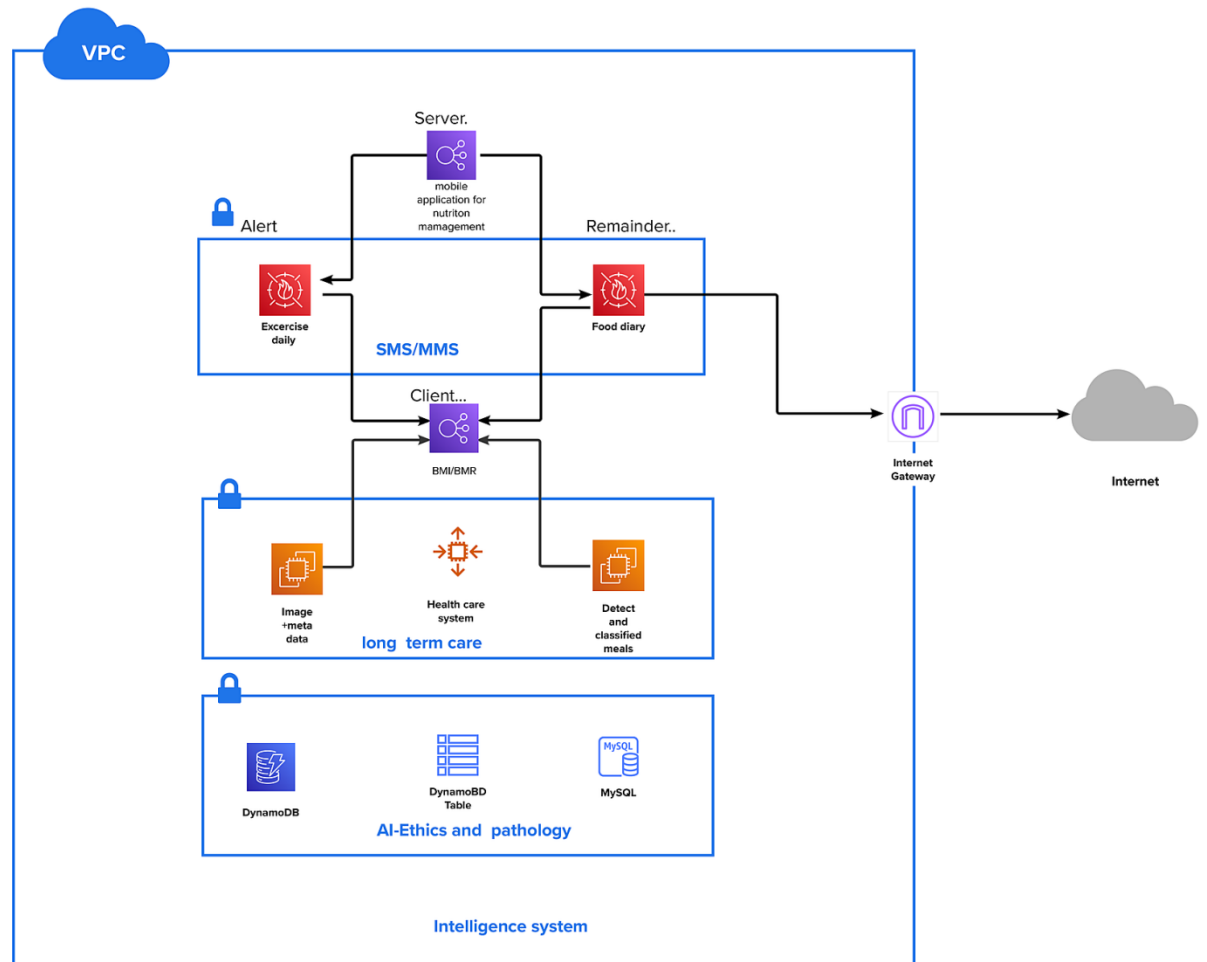 VPC
Server.
mobile
application for
nutriton
mamagement
Alert
Remainder..
Excercise
daily
Food diary
SMS/MMS
Client...
BMI/BMR
Internet
Gateway
Internet
Image
+meta
data
Health care
system
Detect
and
classified
meals
long term care
DynamoDB
DynamoBD
Table
MySQL
MySQL
AI-Ethics and pathology
Intelligence system